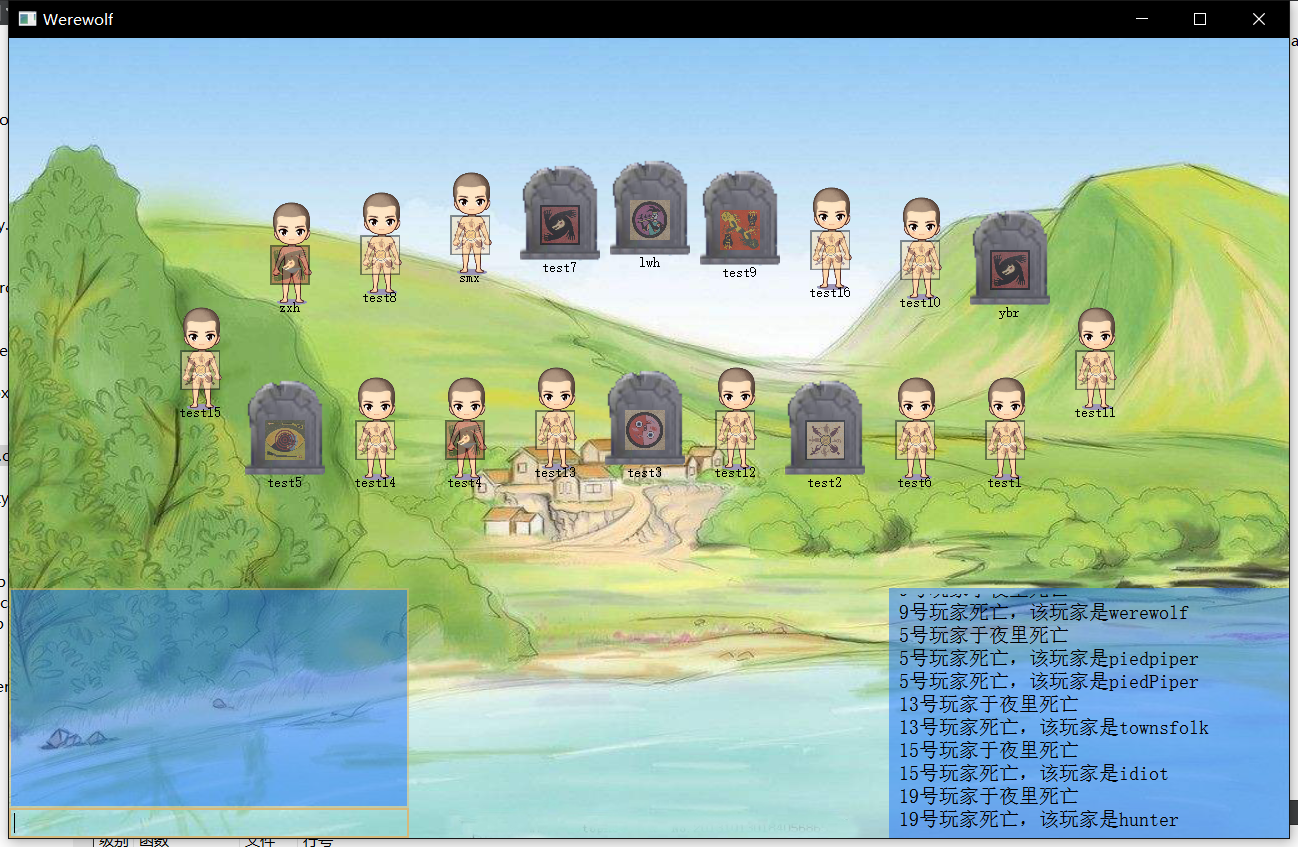 Werewolf
test7
lwh
test9
smx
test8
zxh
test16
test10
ybr
test15
test11
test5
test14
test4
test13
test3
test12
test2
test6
test1
9号玩家死亡，该玩家是werewolf
5号玩家于夜里死亡
5号玩家死亡，该玩家是piedpiper
5号玩家死亡，该玩家是piedPiper
13号玩家于夜里死亡
13号玩家死亡，该玩家是townsfolk
15号玩家于夜里死亡
15号玩家死亡，该玩家是idiot
19号玩家于夜里死亡
19号玩家死亡，该玩家是hunter
级别 函数 文件 行号